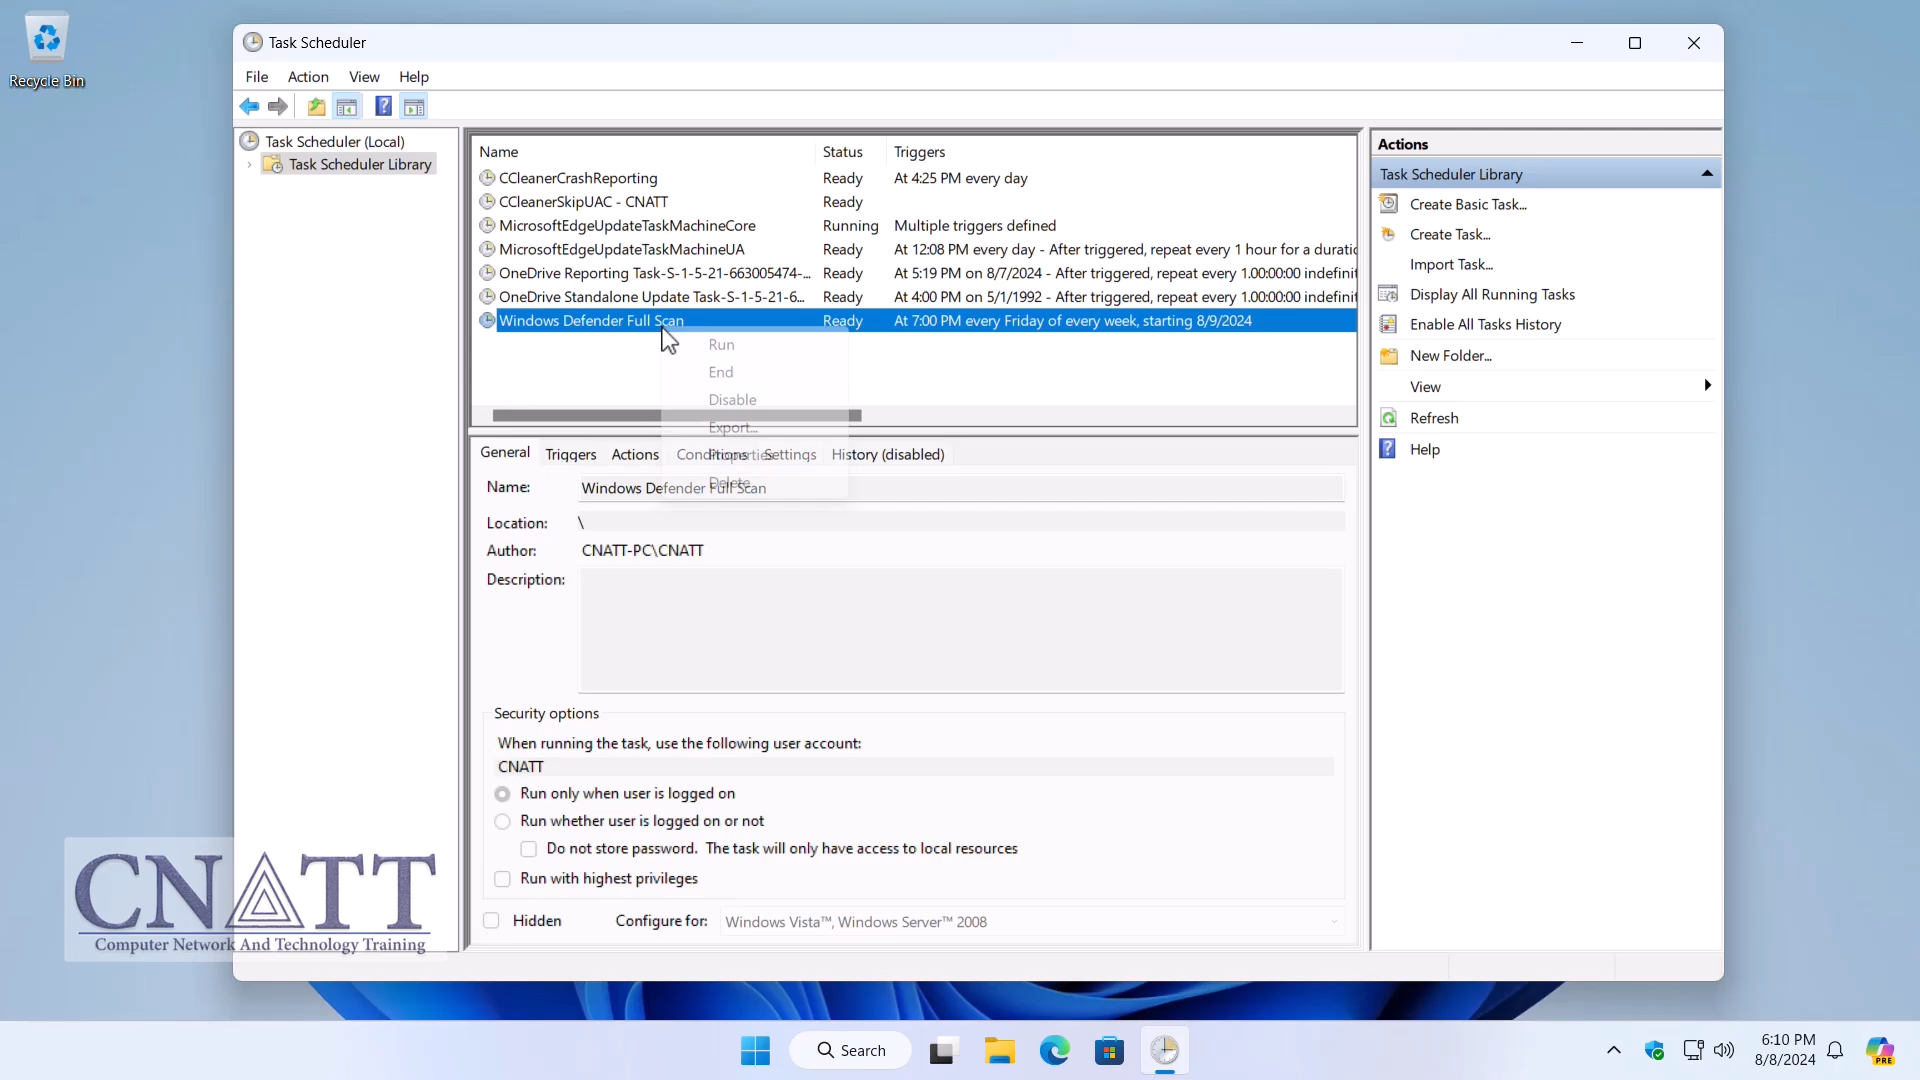 Recycle Bin
Task Scheduler
File Action View Help
Task Scheduler (Local)
Task Scheduler Library
Name Status Triggers
CCleanerCrashReporting Ready At 4:25 PM every day
CCleanerSkipUAC - CNATT Ready
MicrosoftEdgeUpdateTaskMachineCore Running Multiple triggers defined
MicrosoftEdgeUpdateTaskMachineUA Ready At 12:08 PM every day - After triggered, repeat every 1 hour for a duratic
OneDrive Reporting Task-S-1-5-21-663005474-... Ready At 5:19 PM on 8/7/2024 - After triggered, repeat every 1.00:00:00 indefinit
OneDrive Standalone Update Task-S-1-5-21-6... Ready At 4:00 PM on 5/1/1992 - After triggered, repeat every 1.00:00:00 indefinit
Windows Defender Full Scan Ready At 7:00 PM every Friday of every week, starting 8/9/2024
Run
End
Disable
Export...
Properties
Delete
General Triggers Actions Conditions Settings History (disabled)
Name: Windows Defender Full Scan
Location: \
Author: CNATT-PC\CNATT
Description:
Security options
When running the task, use the following user account:
CNATT
Run only when user is logged on
Run whether user is logged on or not
Do not store password. The task will only have access to local resources
Run with highest privileges
Hidden Configure for: Windows Vista™, Windows Server™ 2008
Actions
Task Scheduler Library
Create Basic Task...
Create Task...
Import Task...
Display All Running Tasks
Enable All Tasks History
New Folder...
View
Refresh
Help
CNATT
Computer Network And Technology Training
Search
6:10 PM
8/8/2024
PRE